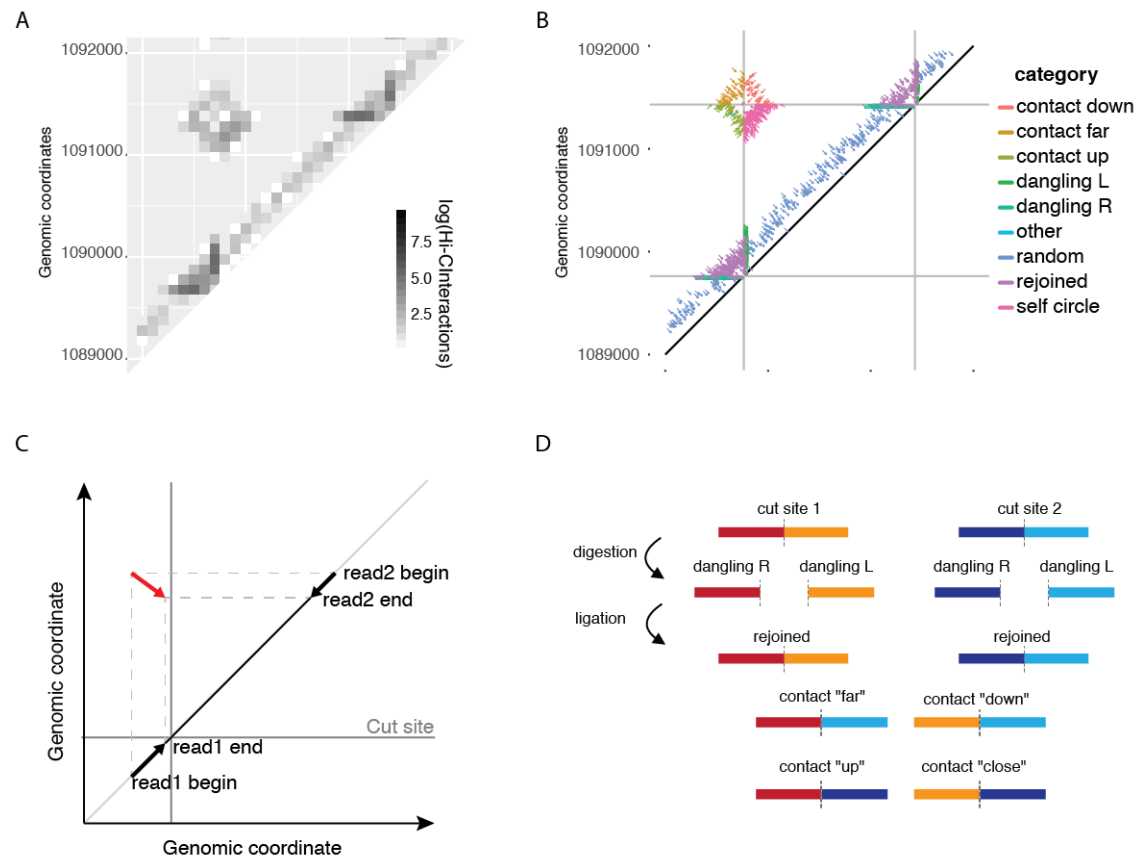 A
1092000
1091000
1090000
1089000
Genomic coordinates
log(Hi-CInteractions)
7.5
5.0
2.5
B
1092000
1091000
1090000
1089000
Genomic coordinates
category
contact down
contact far
contact up
dangling L
dangling R
other
random
rejoined
self circle
C
Genomic coordinate
read2 begin
read2 end
Cut site
read1 end
read1 begin
Genomic coordinate
D
cut site 1
cut site 2
digestion
dangling R
dangling L
dangling R
dangling L
ligation
rejoined
rejoined
contact "far"
contact "down"
contact "up"
contact "close"